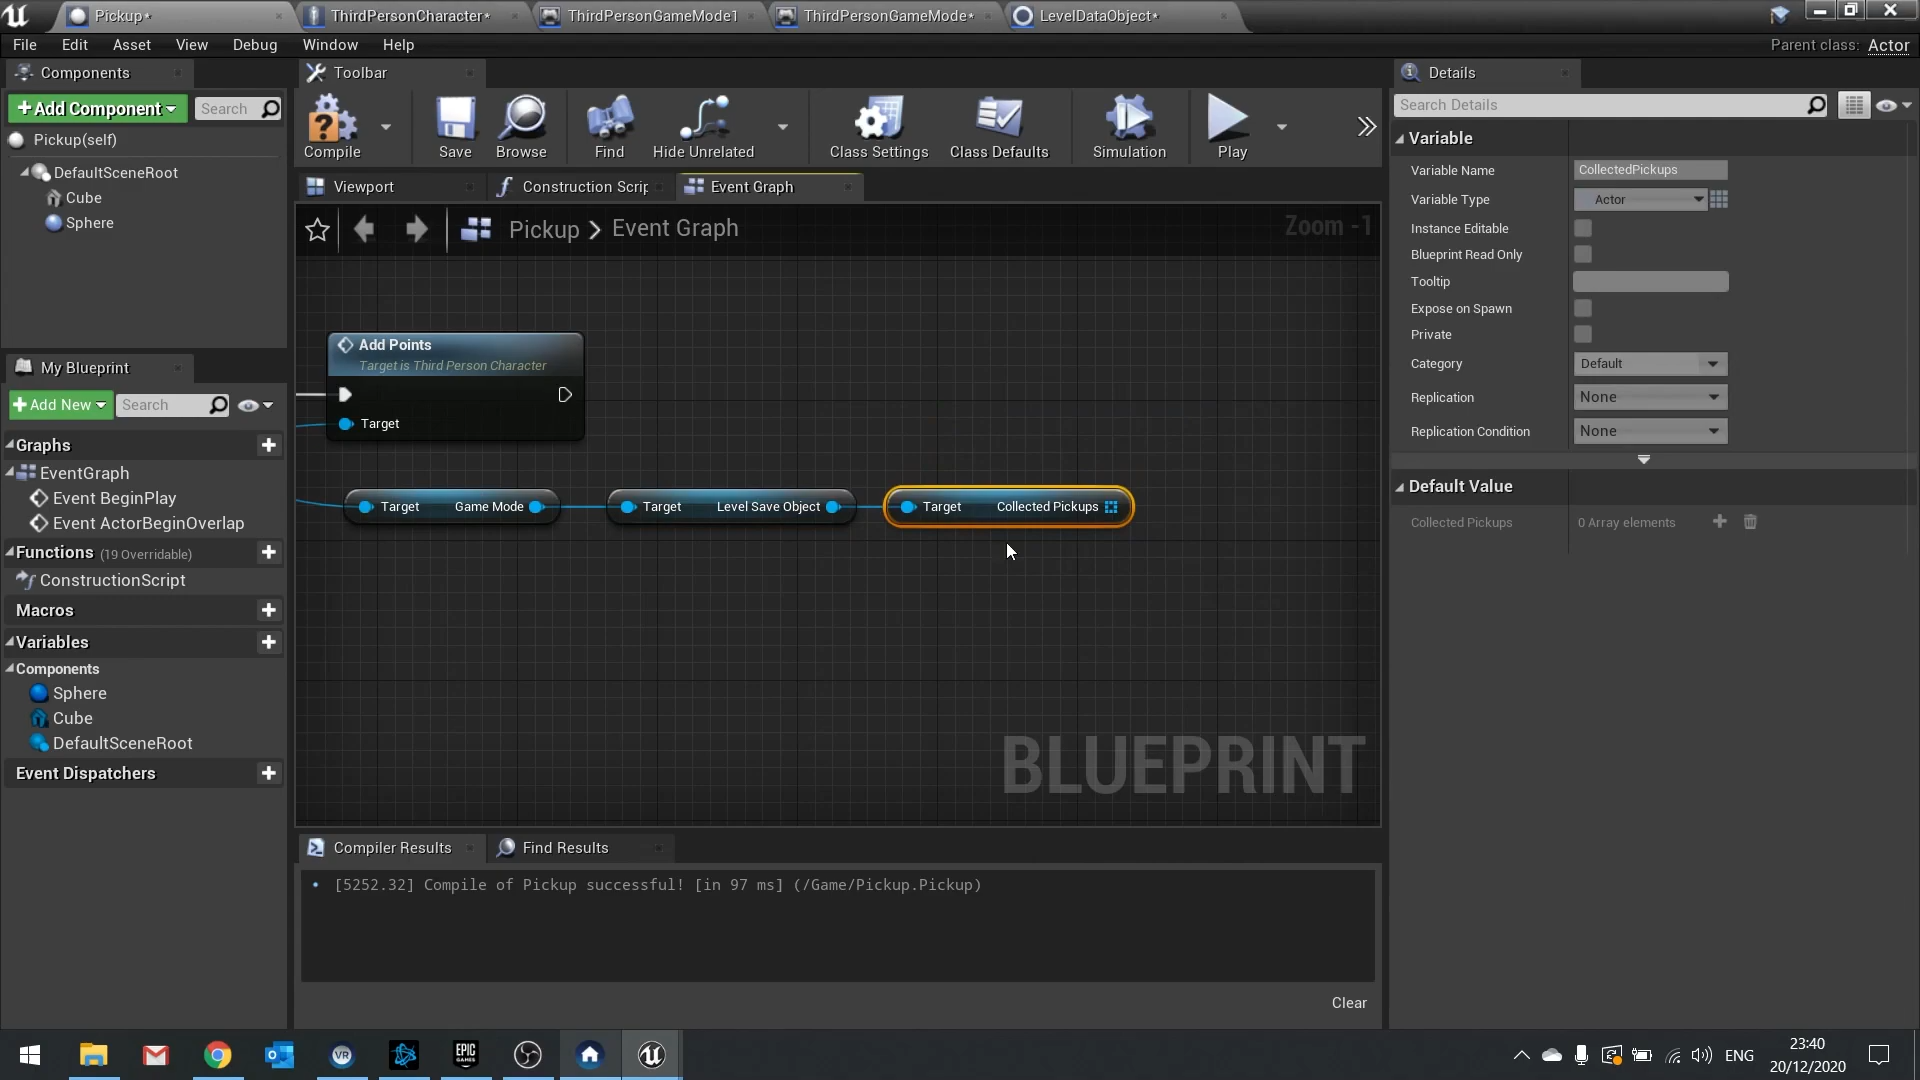 Pickup*
ThirdPersonCharacter*
ThirdPersonGameMode1
ThirdPersonGameMode*
LevelDataObject*
File Edit Asset View Debug Window Help
Parent class: Actor
Components
Toolbar
Details
Add Component
Search
Search Details
Pickup(self)
DefaultSceneRoot
Cube
Sphere
Compile
Save
Browse
Find
Hide Unrelated
Class Settings
Class Defaults
Simulation
Play
Viewport
Construction Scrip
Event Graph
Pickup
Event Graph
Zoom -1
Variable
Variable Name
CollectedPickups
Variable Type
Actor
Instance Editable
Blueprint Read Only
Tooltip
Expose on Spawn
Private
Category
Default
Replication
None
Replication Condition
None
Default Value
Collected Pickups
0 Array elements
Add Points
Target is Third Person Character
Target
Target Game Mode
Target Level Save Object
Target Collected Pickups
BLUEPRINT
My Blueprint
Add New
Search
Graphs
EventGraph
Event BeginPlay
Event ActorBeginOverlap
Functions (19 Overridable)
ConstructionScript
Macros
Variables
Components
Sphere
Cube
DefaultSceneRoot
Event Dispatchers
Compiler Results
Find Results
[5252.32] Compile of Pickup successful! [in 97 ms] (/Game/Pickup.Pickup)
Clear
VR
EPIC
GAMES
ENG
23:40
20/12/2020